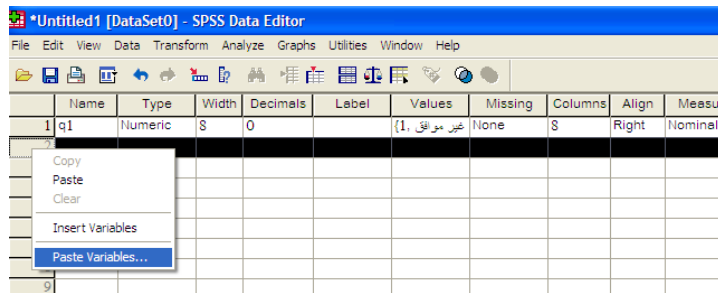 *Untitled1 [DataSet0] - SPSS Data Editor
File Edit View Data Transform Analyze Graphs Utilities Window Help
Name Type Width Decimals Label Values Missing Columns Align Measu
1 q1 Numeric 8 0 {1, غير موافق None 8 Right Nominal
2
Copy
Paste
Clear
Insert Variables
Paste Variables...
9